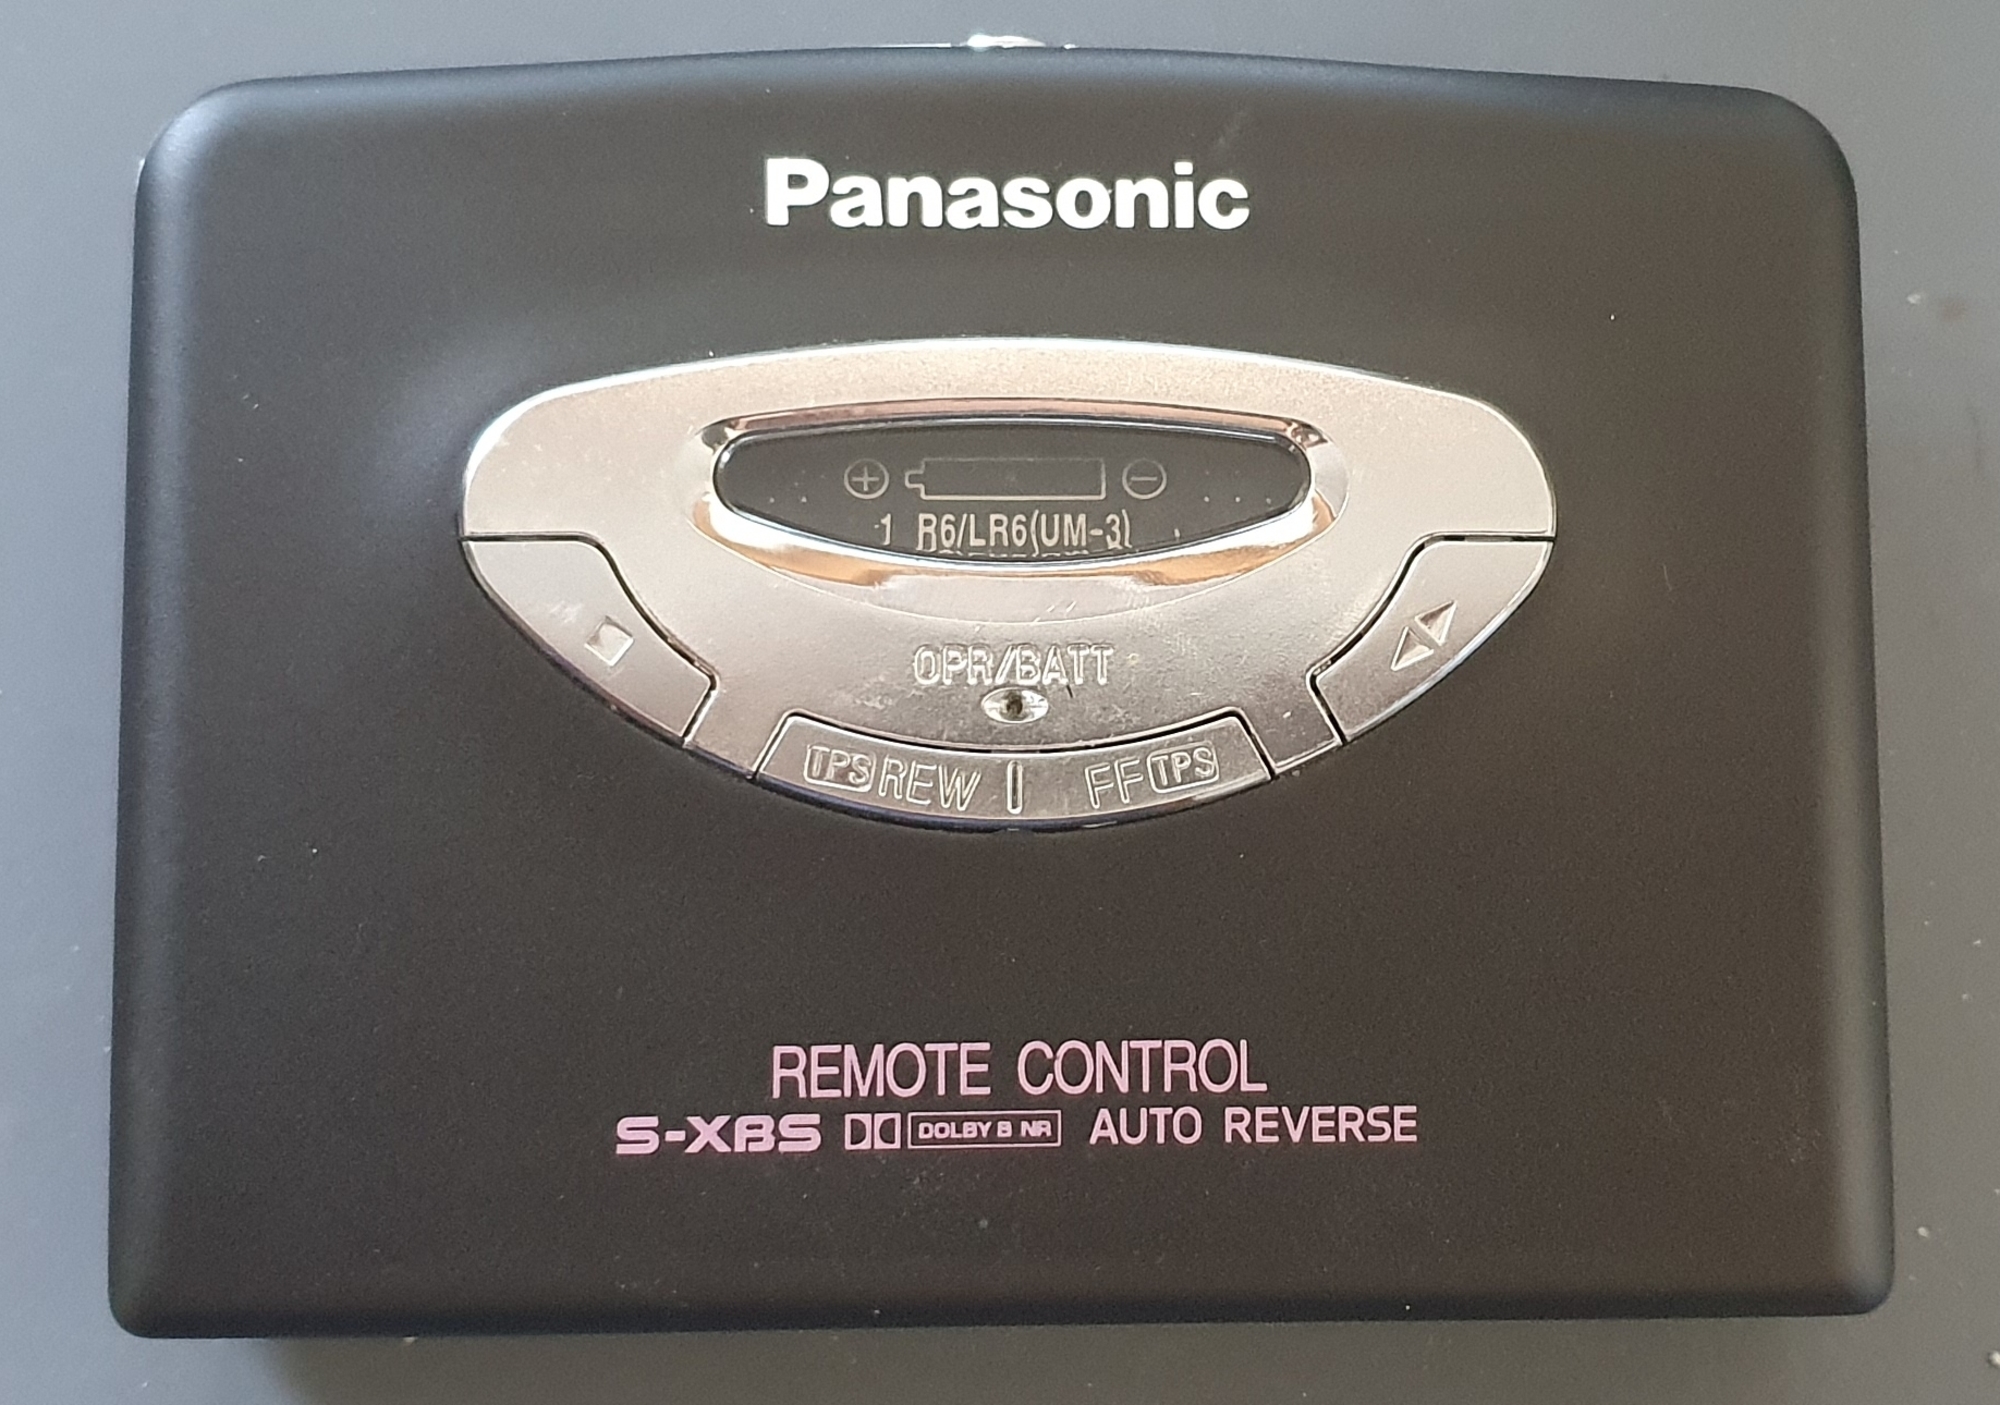 Panasonic
1 R6/LR6(UM-3)
OPR/BATT
TPS REW | FF TPS
REMOTE CONTROL
S-XBS DOLBY B NR AUTO REVERSE